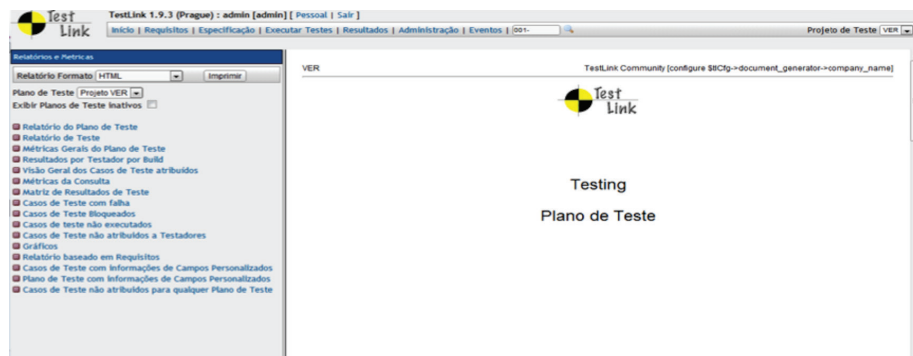 Test Link
TestLink 1.9.3 (Prague) : admin [admin] [ Pessoal | Sair ]
Início | Requisitos | Especificação | Executar Testes | Resultados | Administração | Eventos | 001-
Projeto de Teste VER
Relatórios e Metricas
Relatório Formato HTML Imprimir
Plano de Teste Projeto VER
Exibir Planos de Teste inativos
Relatório do Plano de Teste
Relatório de Teste
Métricas Gerais do Plano de Teste
Resultados por Testador por Build
Visão Geral dos Casos de Teste atribuídos
Métricas da Consulta
Matriz de Resultados de Teste
Casos de Teste com falha
Casos de Teste Bloqueados
Casos de teste não executados
Casos de Teste não atribuídos a Testadores
Gráficos
Relatório baseado em Requisitos
Casos de Teste com informações de Campos Personalizados
Plano de Teste com informações de Campos Personalizados
Casos de Teste não atribuídos para qualquer Plano de Teste
VER
TestLink Community [configure $tlCfg->document_generator->company_name]
Test
Link
Testing
Plano de Teste